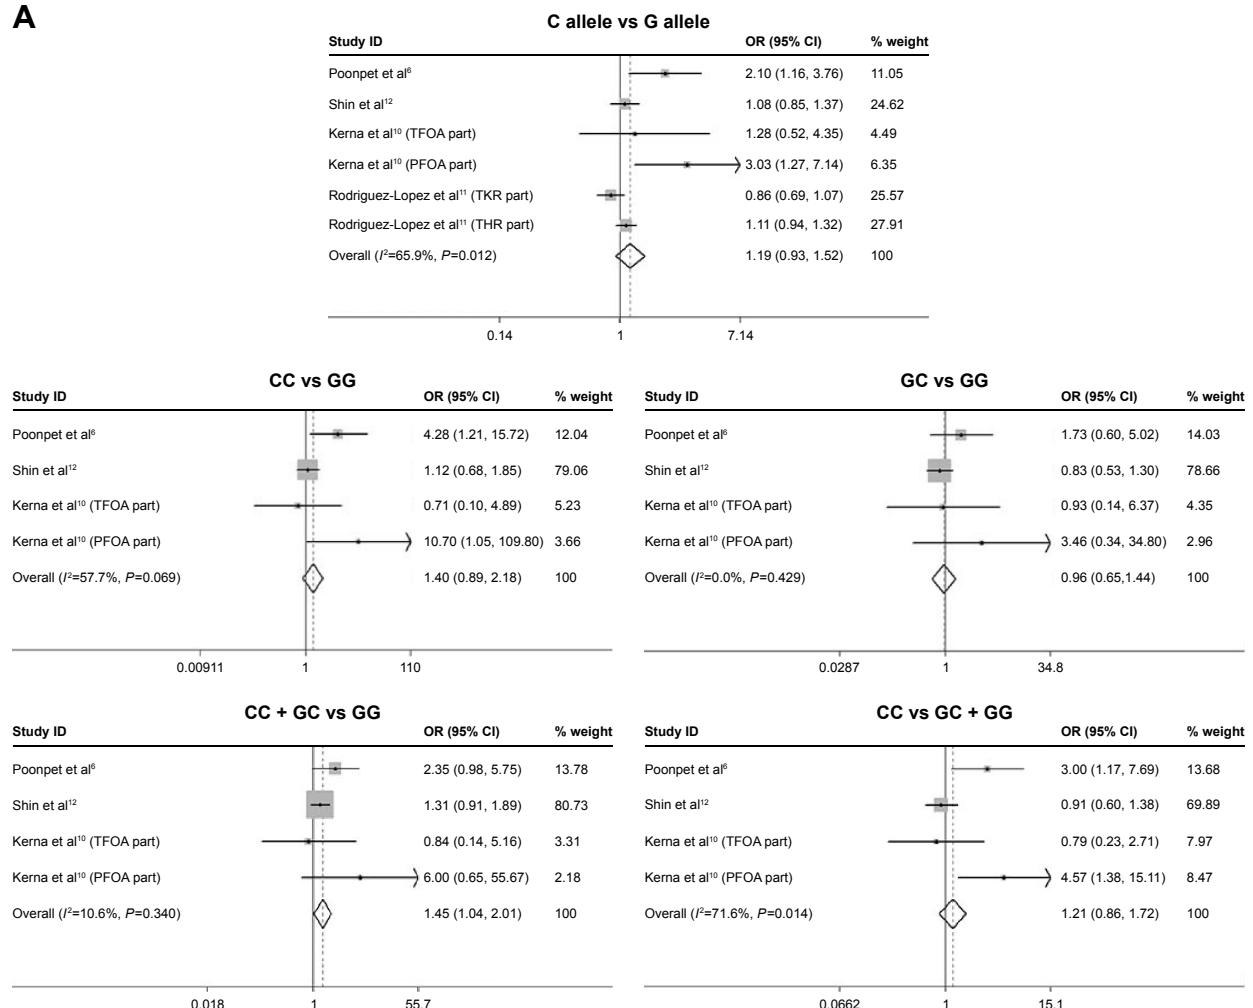 A
C allele vs G allele
Study ID OR (95% CI) % weight
Poonpet et al⁶ 2.10 (1.16, 3.76) 11.05
Shin et al¹² 1.08 (0.85, 1.37) 24.62
Kerna et al¹⁰ (TFOA part) 1.28 (0.52, 4.35) 4.49
Kerna et al¹⁰ (PFOA part) 3.03 (1.27, 7.14) 6.35
Rodriguez-Lopez et al¹¹ (TKR part) 0.86 (0.69, 1.07) 25.57
Rodriguez-Lopez et al¹¹ (THR part) 1.11 (0.94, 1.32) 27.91
Overall (I²=65.9%, P=0.012) 1.19 (0.93, 1.52) 100
0.14 1 7.14
CC vs GG
Study ID OR (95% CI) % weight
Poonpet et al⁶ 4.28 (1.21, 15.72) 12.04
Shin et al¹² 1.12 (0.68, 1.85) 79.06
Kerna et al¹⁰ (TFOA part) 0.71 (0.10, 4.89) 5.23
Kerna et al¹⁰ (PFOA part) 10.70 (1.05, 109.80) 3.66
Overall (I²=57.7%, P=0.069) 1.40 (0.89, 2.18) 100
0.00911 1 110
GC vs GG
Study ID OR (95% CI) % weight
Poonpet et al⁶ 1.73 (0.60, 5.02) 14.03
Shin et al¹² 0.83 (0.53, 1.30) 78.66
Kerna et al¹⁰ (TFOA part) 0.93 (0.14, 6.37) 4.35
Kerna et al¹⁰ (PFOA part) 3.46 (0.34, 34.80) 2.96
Overall (I²=0.0%, P=0.429) 0.96 (0.65,1.44) 100
0.0287 1 34.8
CC + GC vs GG
Study ID OR (95% CI) % weight
Poonpet et al⁶ 2.35 (0.98, 5.75) 13.78
Shin et al¹² 1.31 (0.91, 1.89) 80.73
Kerna et al¹⁰ (TFOA part) 0.84 (0.14, 5.16) 3.31
Kerna et al¹⁰ (PFOA part) 6.00 (0.65, 55.67) 2.18
Overall (I²=10.6%, P=0.340) 1.45 (1.04, 2.01) 100
0.018 1 55.7
CC vs GC + GG
Study ID OR (95% CI) % weight
Poonpet et al⁶ 3.00 (1.17, 7.69) 13.68
Shin et al¹² 0.91 (0.60, 1.38) 69.89
Kerna et al¹⁰ (TFOA part) 0.79 (0.23, 2.71) 7.97
Kerna et al¹⁰ (PFOA part) 4.57 (1.38, 15.11) 8.47
Overall (I²=71.6%, P=0.014) 1.21 (0.86, 1.72) 100
0.0662 1 15.1